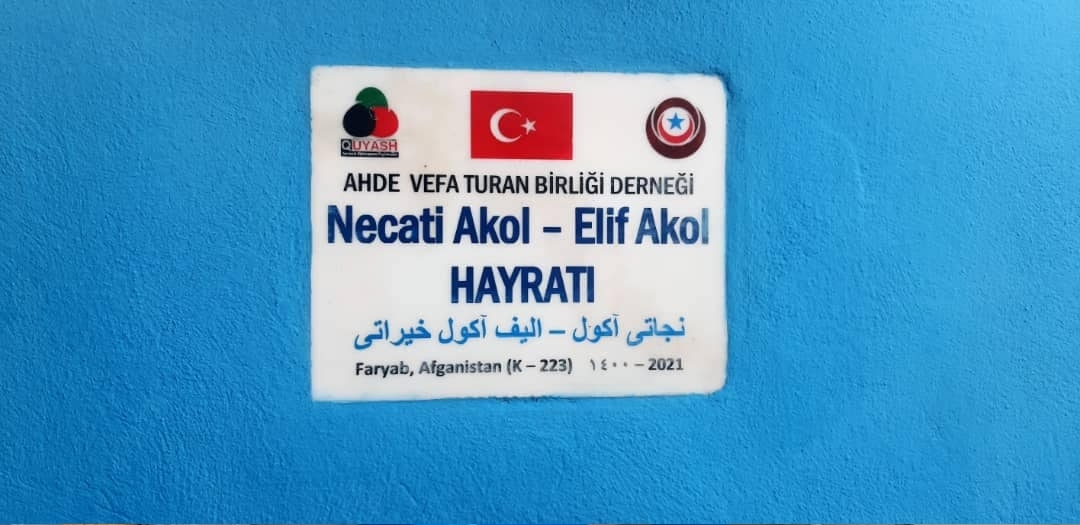 QUYASH
AHDE VEFA TURAN BİRLİĞİ DERNEĞİ
Necati Akol – Elif Akol
HAYRATI
نجاتی آکول – الیف آکول خیراتی
Faryab, Afganistan (K – 223) ١٤٠٠ – 2021